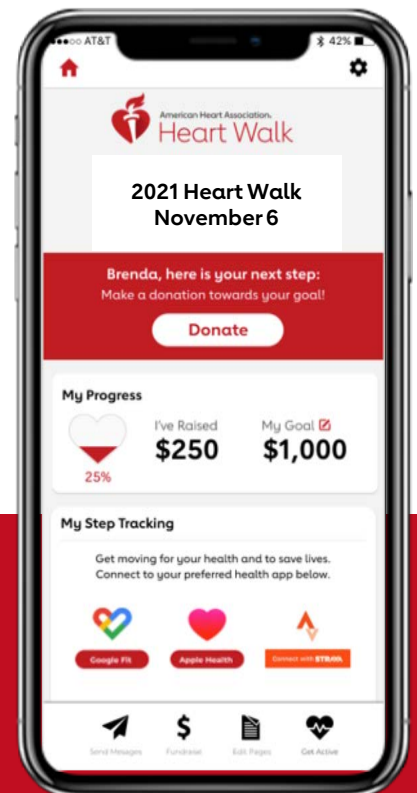 AT&T 42%
American Heart Association.
Heart Walk
2021 Heart Walk
November 6
Brenda, here is your next step:
Make a donation towards your goal!
Donate
My Progress
I've Raised My Goal
$250 $1,000
25%
My Step Tracking
Get moving for your health and to save lives.
Connect to your preferred health app below.
Google Fit Apple Health Connect with STRAVA
$
Send Mesages Fundraise Edit Pages Get Active